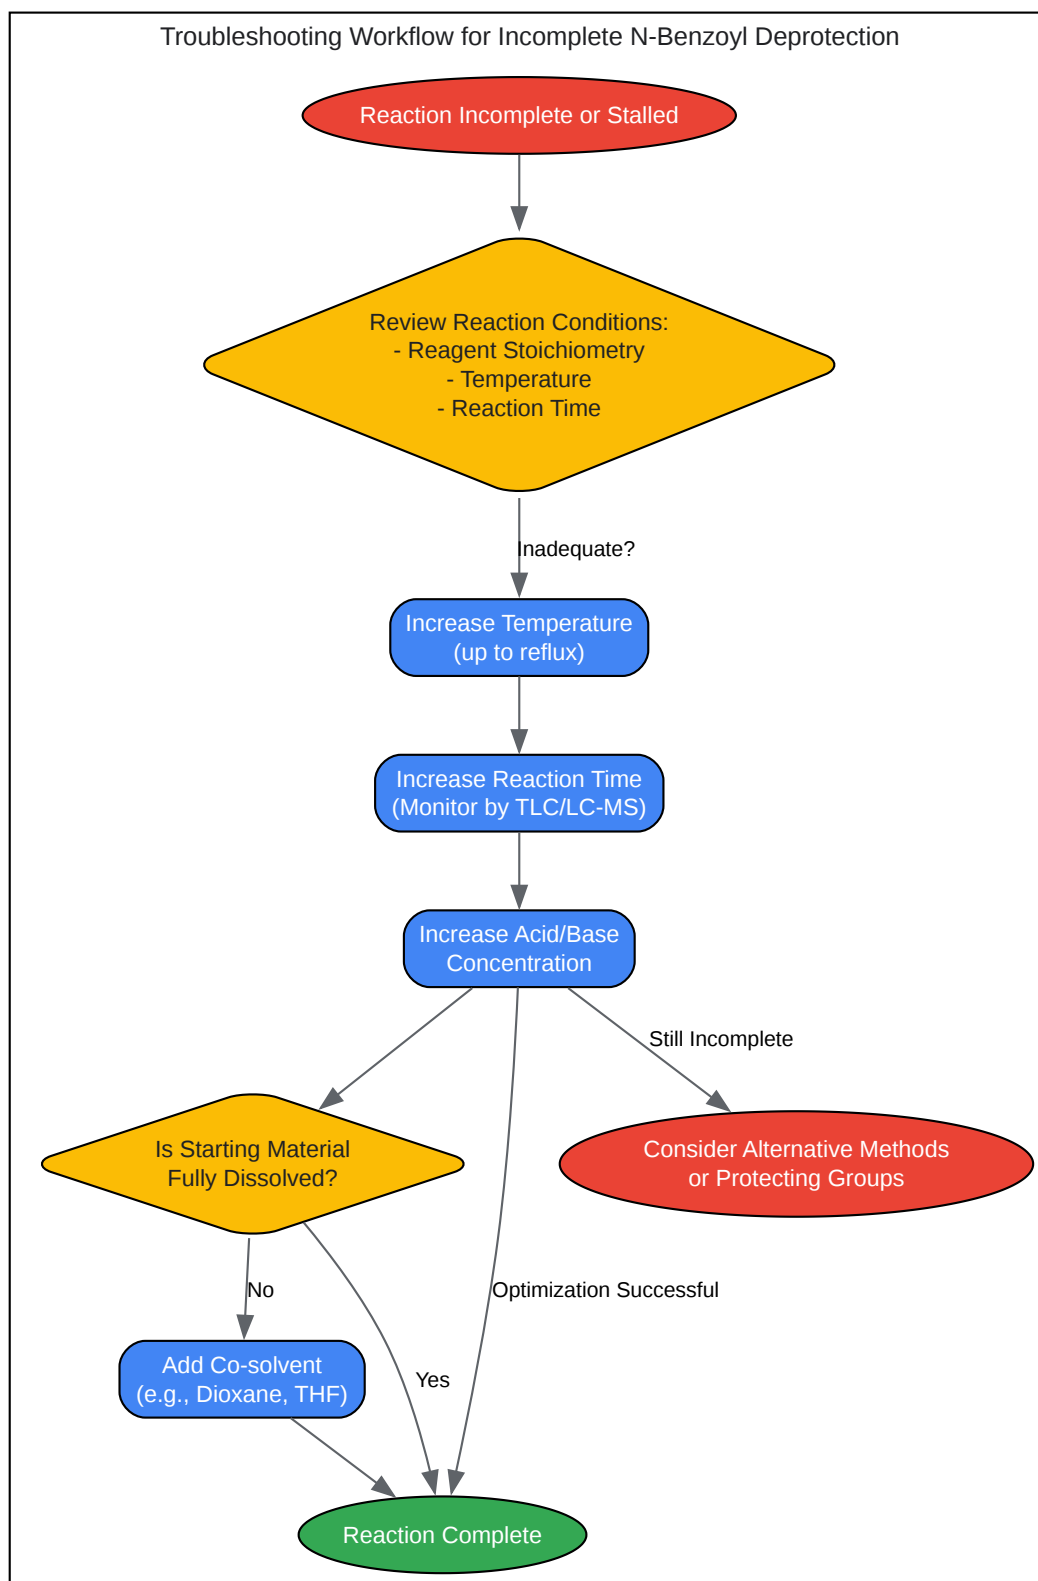 Troubleshooting Workflow for Incomplete N-Benzoyl Deprotection
Reaction Incomplete or Stalled
Review Reaction Conditions:
- Reagent Stoichiometry
- Temperature
- Reaction Time
Inadequate?
Increase Temperature
(up to reflux)
Increase Reaction Time
(Monitor by TLC/LC-MS)
Increase Acid/Base
Concentration
Still Incomplete
Is Starting Material
Fully Dissolved?
Consider Alternative Methods
or Protecting Groups
No
Optimization Successful
Add Co-solvent
(e.g., Dioxane, THF)
Yes
Reaction Complete